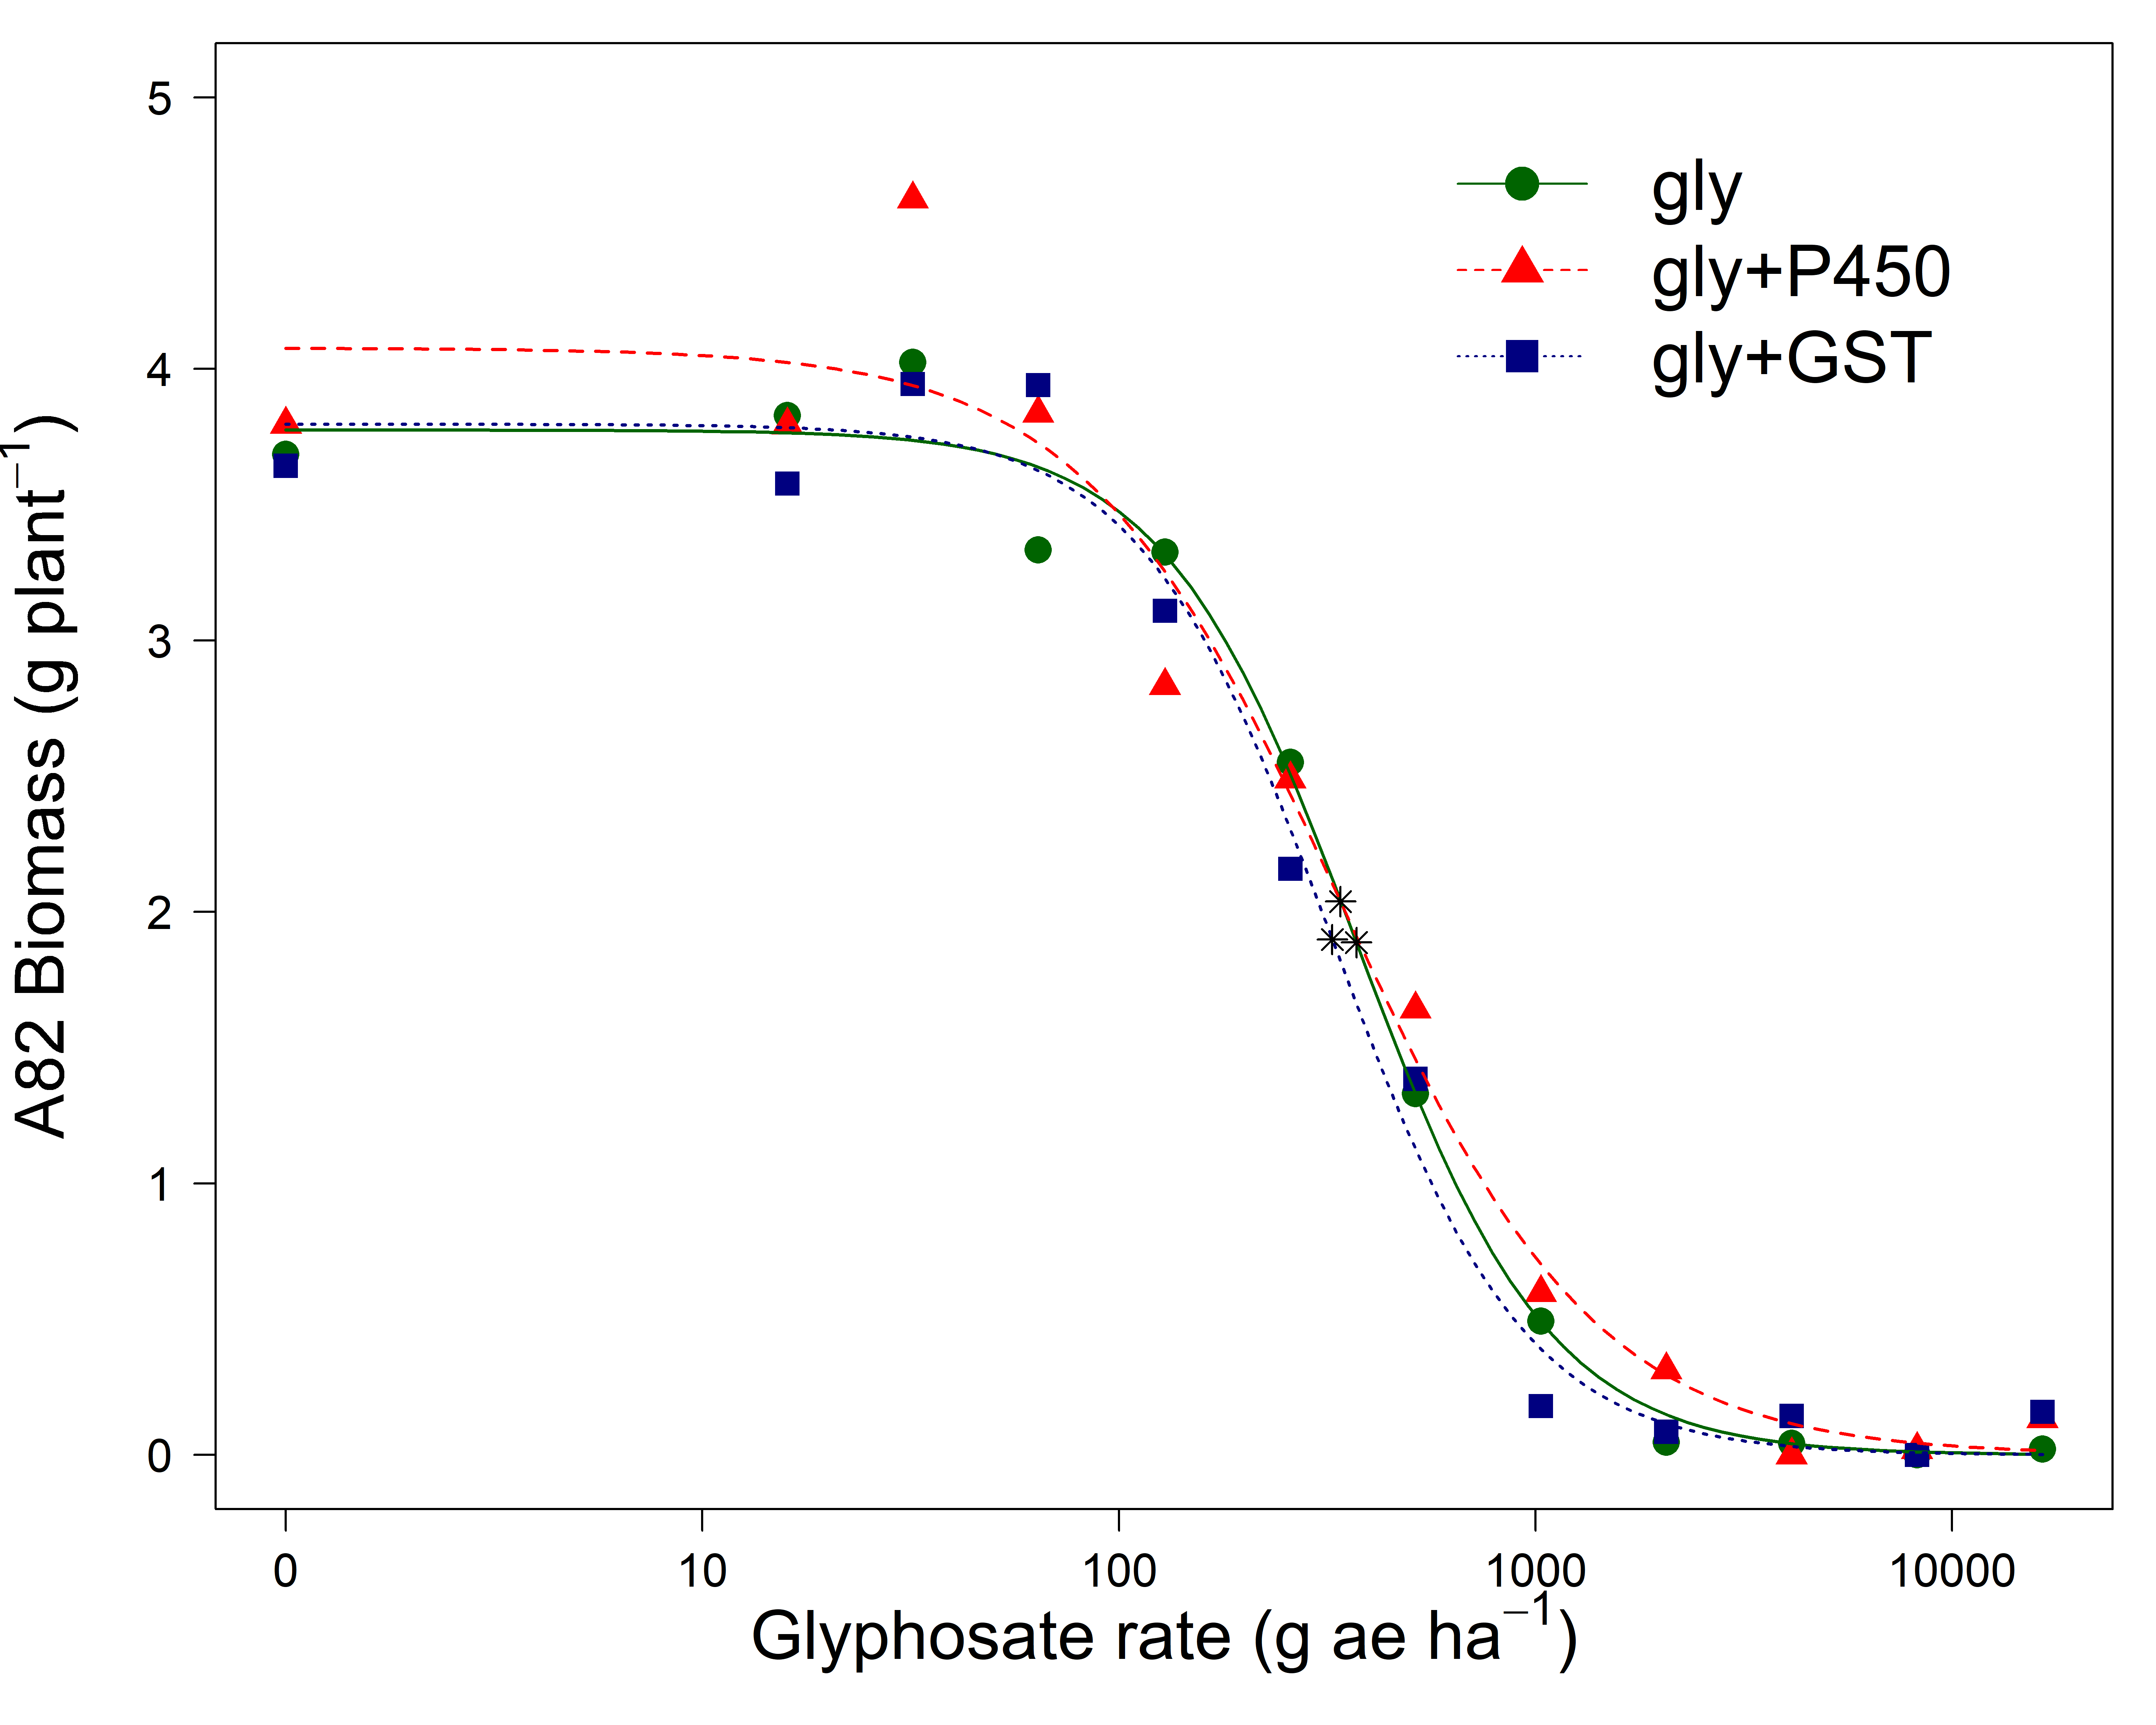 gly
gly+P450
gly+GST
5
4
3
2
1
0
A82 Biomass (g plant⁻¹)
0 10 100 1000 10000
Glyphosate rate (g ae ha⁻¹)